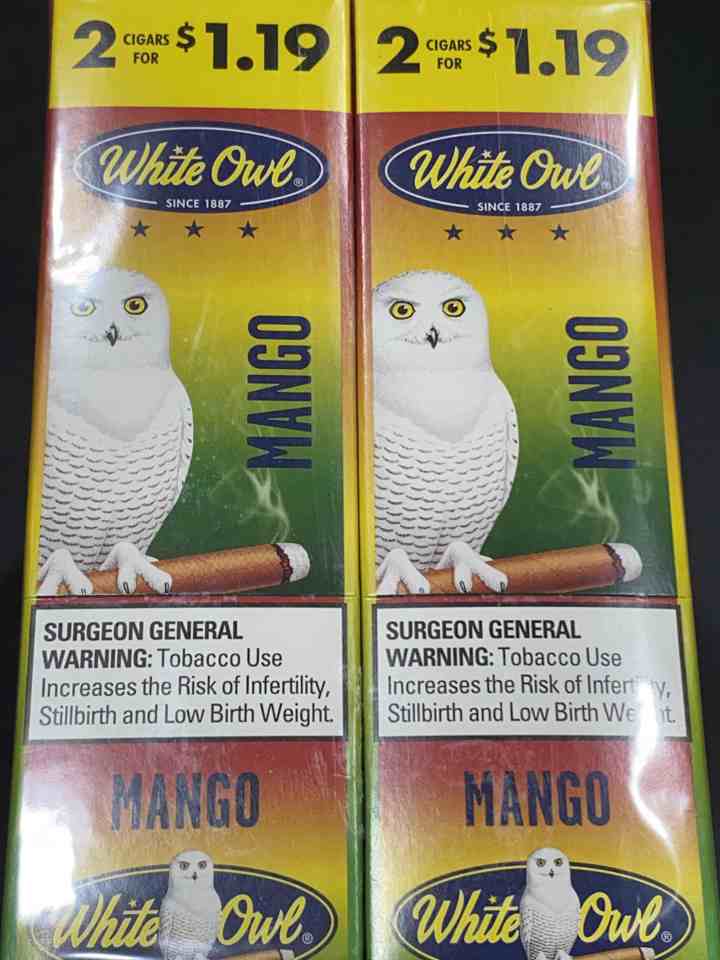 2 CIGARS FOR $1.19
White Owl®
SINCE 1887
MANGO
SURGEON GENERAL
WARNING: Tobacco Use
Increases the Risk of Infertility,
Stillbirth and Low Birth Weight.
MANGO
White Owl®
2 CIGARS FOR $1.19
White Owl®
SINCE 1887
MANGO
SURGEON GENERAL
WARNING: Tobacco Use
Increases the Risk of Infertility,
Stillbirth and Low Birth Weight.
MANGO
White Owl®